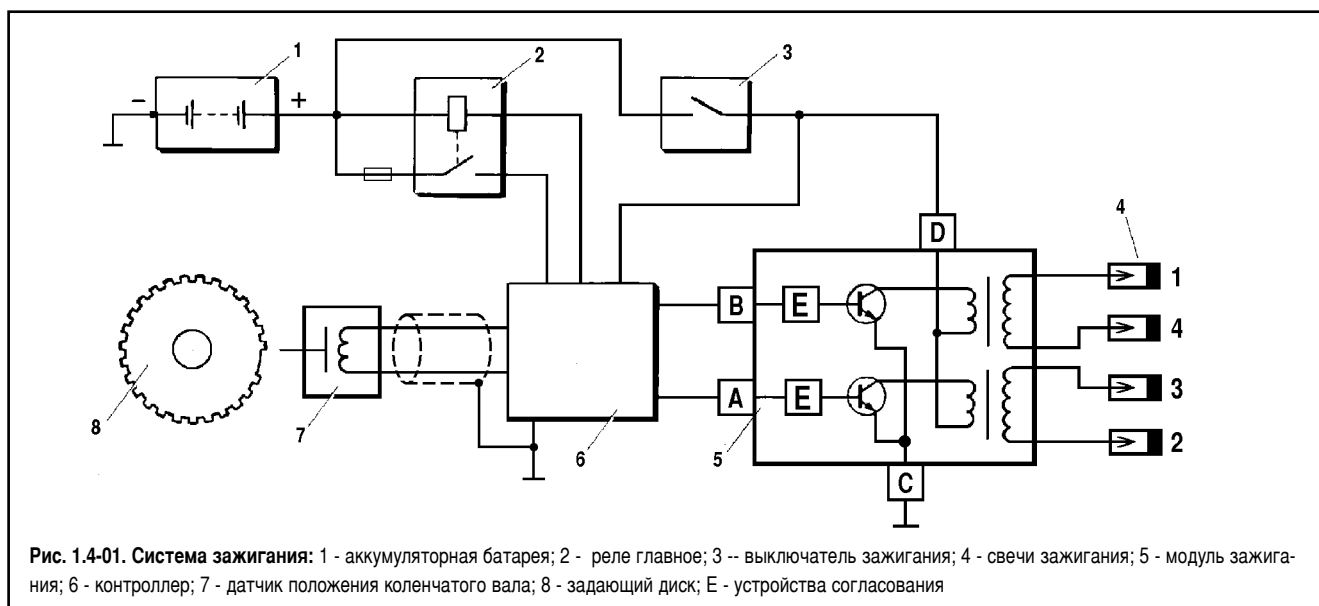 1
2
3
− +
D
4
1
B E
4
A E
3
8
7
6
5
2
C
Рис. 1.4-01. Система зажигания: 1 - аккумуляторная батарея; 2 - реле главное; 3 -- выключатель зажигания; 4 - свечи зажигания; 5 - модуль зажига-
ния; 6 - контроллер; 7 - датчик положения коленчатого вала; 8 - задающий диск; Е - устройства согласования